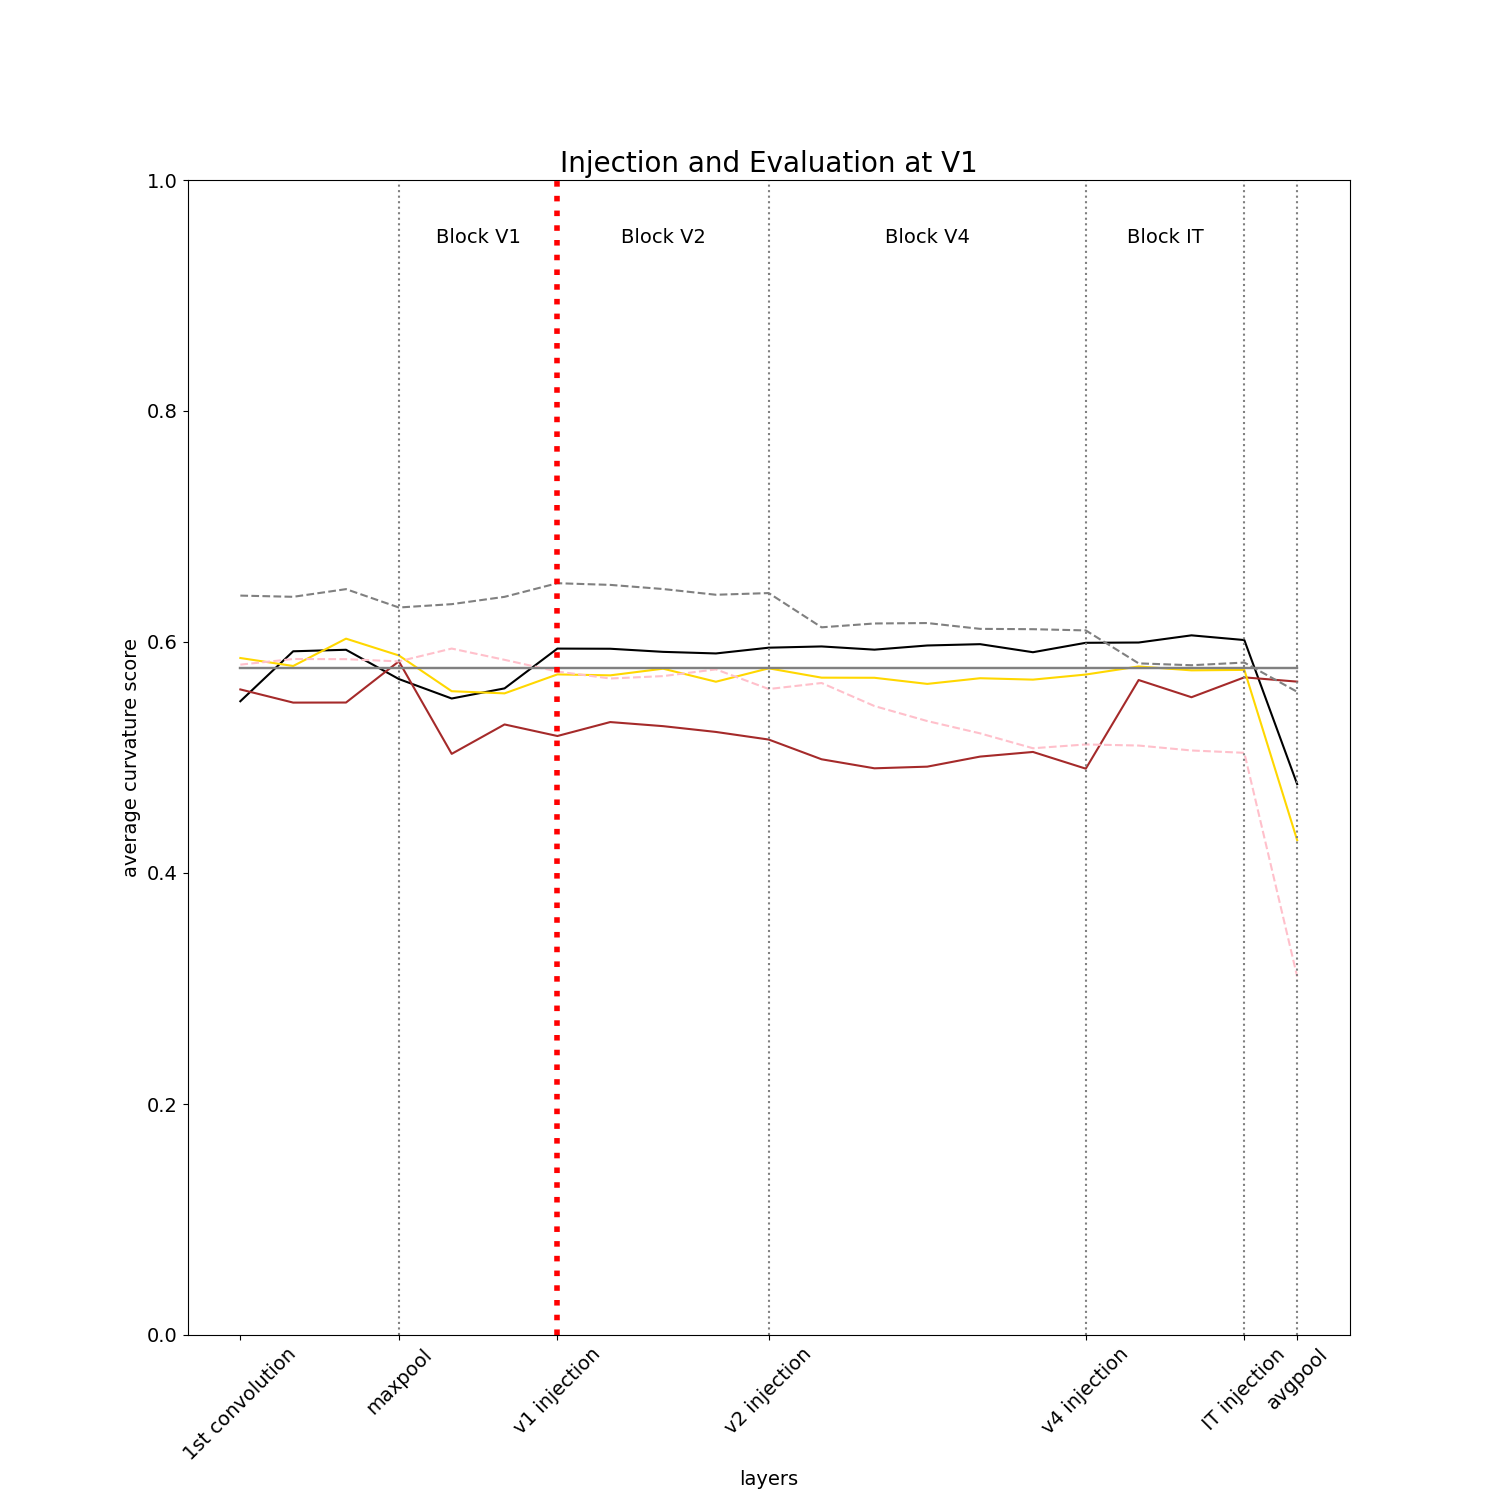 Injection and Evaluation at V1
1.0
0.8
0.6
0.4
0.2
0.0
average curvature score
Block V1
Block V2
Block V4
Block IT
1st convolution
maxpool
v1 injection
v2 injection
v4 injection
IT injection
avgpool
layers